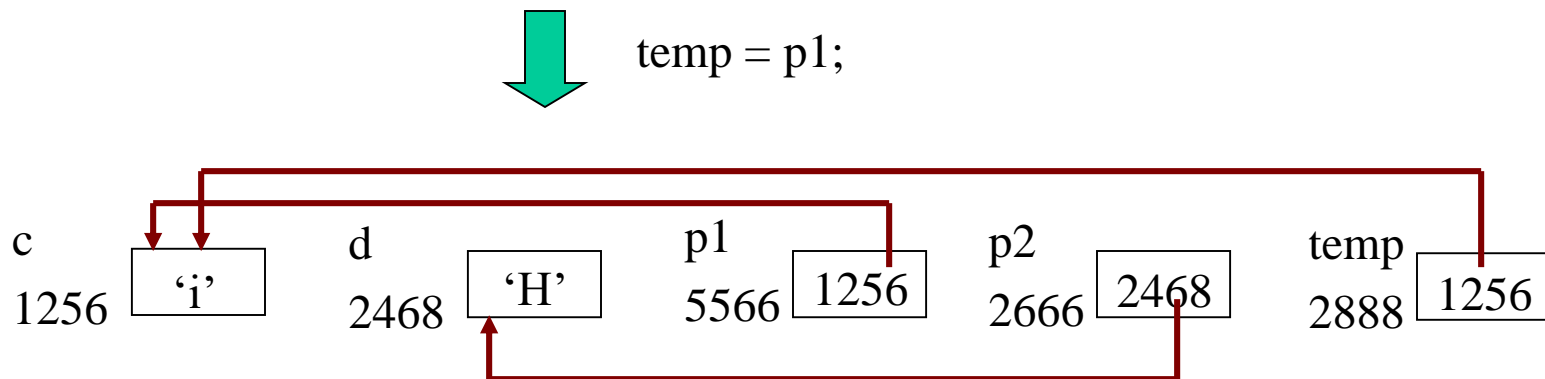 temp = p1;
c
1256
‘i’
d
2468
‘H’
p1
5566
1256
p2
2666
2468
temp
2888
1256